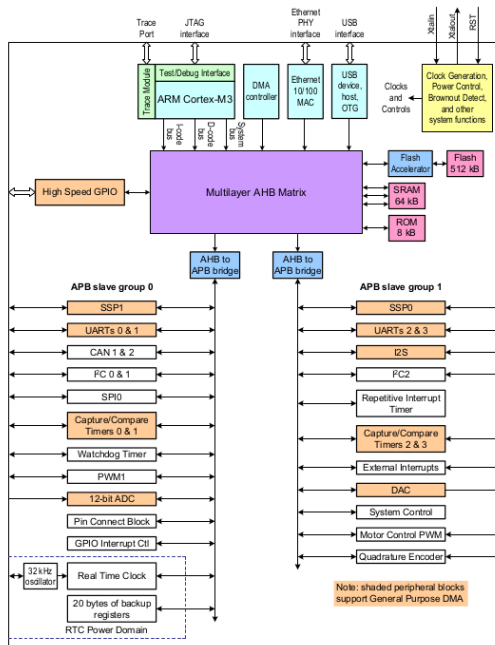 Trace
Port
JTAG
interface
Ethernet
PHY
interface
USB
interface
Xtalin
Xtalout
RST
Trace Module
Test/Debug Interface
ARM Cortex-M3
DMA
controller
Ethernet
10/100
MAC
USB
device,
host,
OTG
Clocks and
Controls
Clock Generation,
Power Control,
Brownout Detect,
and other
system functions
I-code
bus
D-code
bus
System
bus
High Speed GPIO
Multilayer AHB Matrix
Flash
Accelerator
Flash
512 kB
SRAM
64 kB
ROM
8 kB
AHB to
APB bridge
AHB to
APB bridge
APB slave group 0
SSP1
UARTs 0 & 1
CAN 1 & 2
I²C 0 & 1
SPI0
Capture/Compare
Timers 0 & 1
Watchdog Timer
PWM1
12-bit ADC
Pin Connect Block
GPIO Interrupt Ctl
32 kHz
oscillator
Real Time Clock
20 bytes of backup
registers
RTC Power Domain
APB slave group 1
SSP0
UARTs 2 & 3
I2S
I²C2
Repetitive Interrupt
Timer
Capture/Compare
Timers 2 & 3
External Interrupts
DAC
System Control
Motor Control PWM
Quadrature Encoder
Note: shaded peripheral blocks
support General Purpose DMA